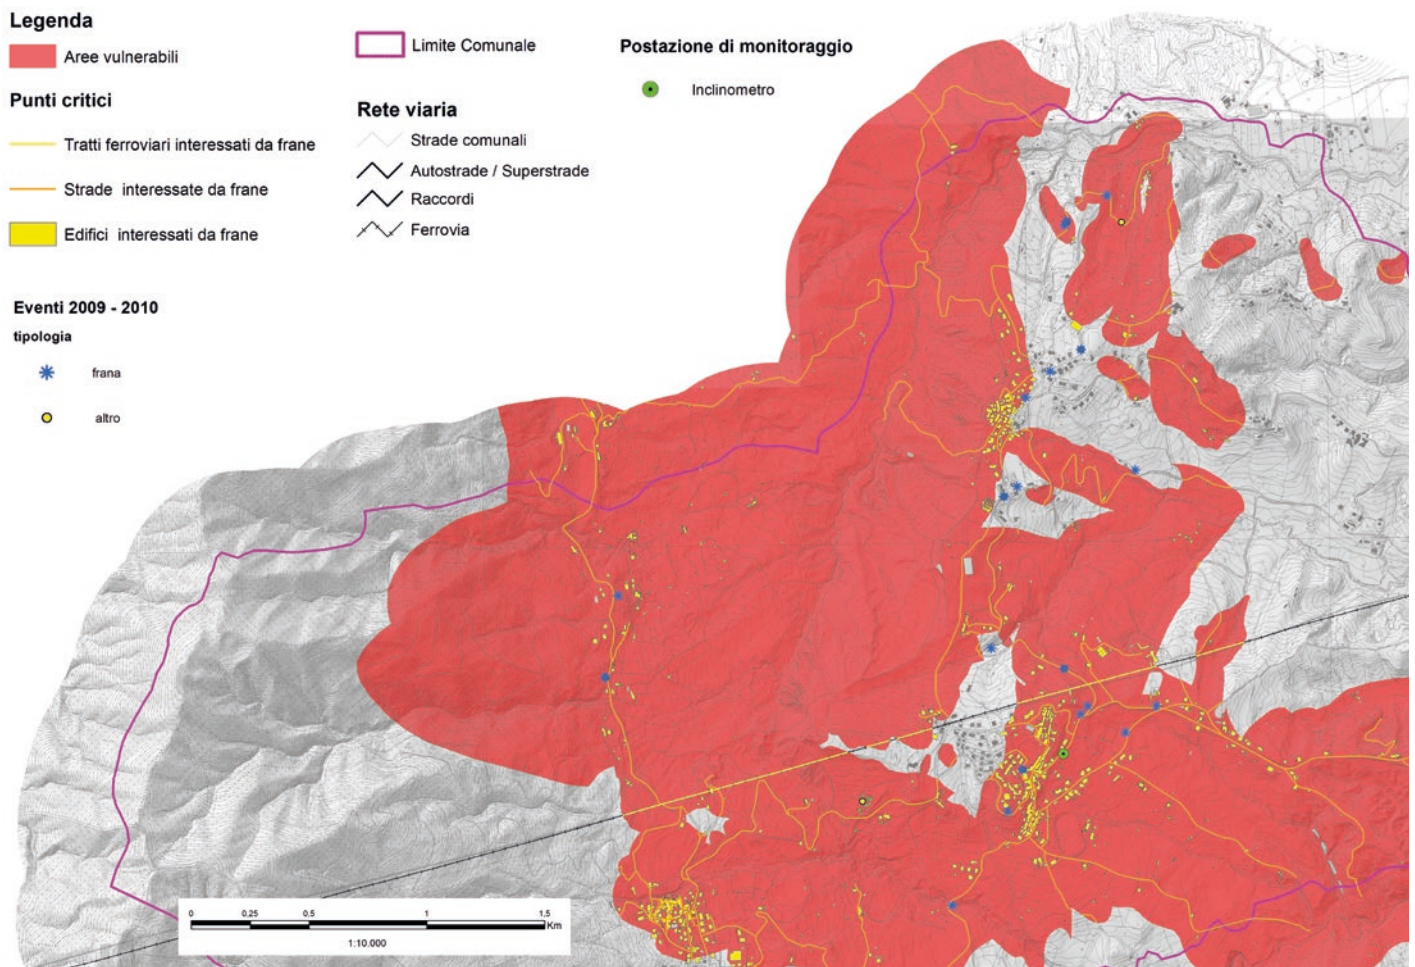 Legenda
Aree vulnerabili
Punti critici
Tratti ferroviari interessati da frane
Strade interessate da frane
Edifici interessati da frane
Limite Comunale
Rete viaria
Strade comunali
Autostrade / Superstrade
Raccordi
Ferrovia
Postazione di monitoraggio
Inclinometro
Eventi 2009 - 2010
tipologia
frana
altro
0 0,25 0,5 1 1,5
Km
1:10.000